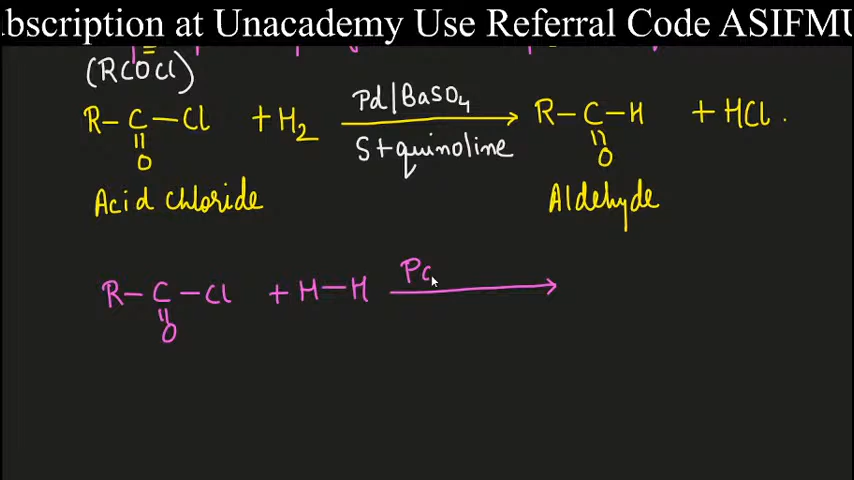 bscription at Unacademy Use Referral Code ASIFMU
(RCOCl)
R-C-Cl + H2 Pd/BaSO4 R-C-H + HCl.
O S+quinoline O
Acid chloride Aldehyde
R-C-Cl + H-H Pd
O